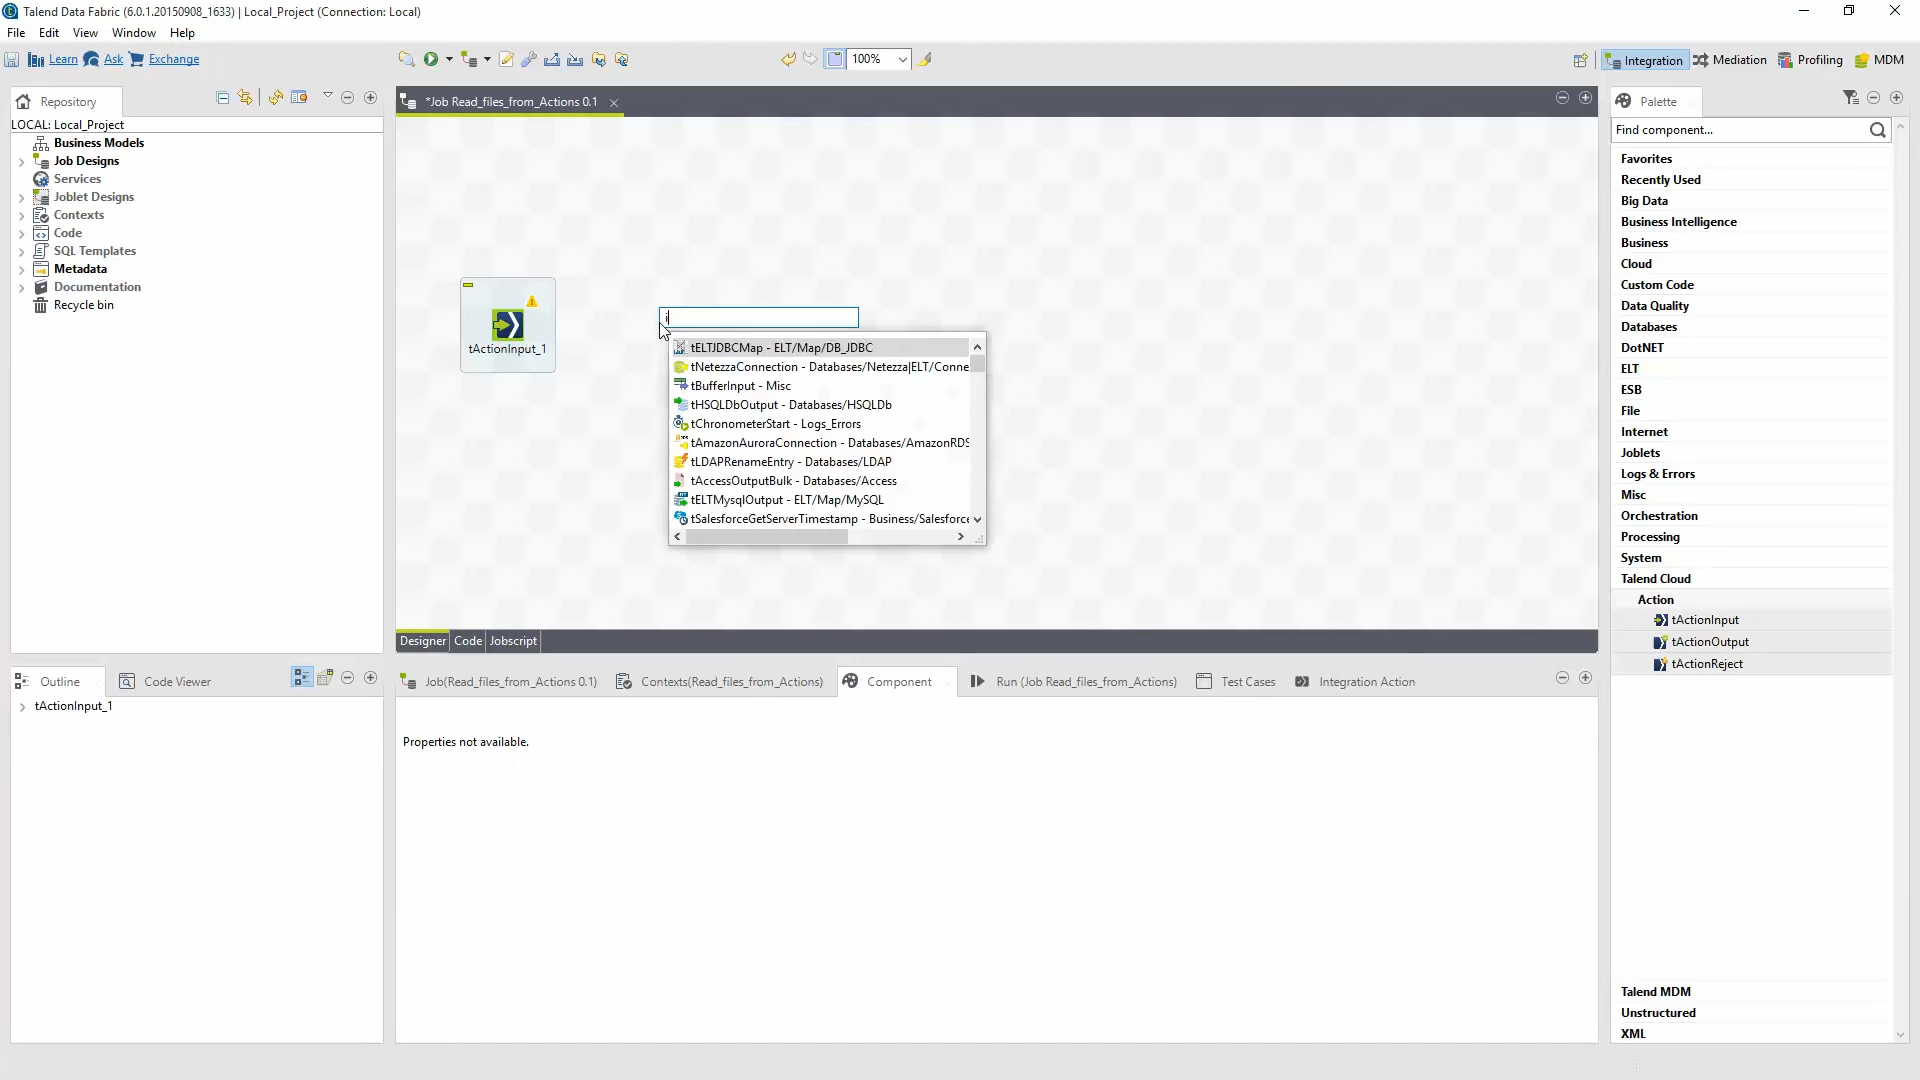 Talend Data Fabric (6.0.1.20150908_1633) | Local_Project (Connection: Local)
File Edit View Window Help
Learn Ask Exchange
100%
Integration Mediation Profiling MDM
Repository
LOCAL: Local_Project
Business Models
Job Designs
Services
Joblet Designs
Contexts
Code
SQL Templates
Metadata
Documentation
Recycle bin
*Job Read_files_from_Actions 0.1
tActionInput_1
i
tELTJDBCMap - ELT/Map/DB_JDBC
tNetezzaConnection - Databases/Netezza|ELT/Conne
tBufferInput - Misc
tHSQLDbOutput - Databases/HSQLDb
tChronometerStart - Logs_Errors
tAmazonAuroraConnection - Databases/AmazonRDS
tLDAPRenameEntry - Databases/LDAP
tAccessOutputBulk - Databases/Access
tELTMysqlOutput - ELT/Map/MySQL
tSalesforceGetServerTimestamp - Business/Salesforce
Designer Code Jobscript
Palette
Find component...
Favorites
Recently Used
Big Data
Business Intelligence
Business
Cloud
Custom Code
Data Quality
Databases
DotNET
ELT
ESB
File
Internet
Joblets
Logs & Errors
Misc
Orchestration
Processing
System
Talend Cloud
Action
tActionInput
tActionOutput
tActionReject
Talend MDM
Unstructured
XML
Outline Code Viewer
tActionInput_1
Job(Read_files_from_Actions 0.1) Contexts(Read_files_from_Actions) Component Run (Job Read_files_from_Actions) Test Cases Integration Action
Properties not available.